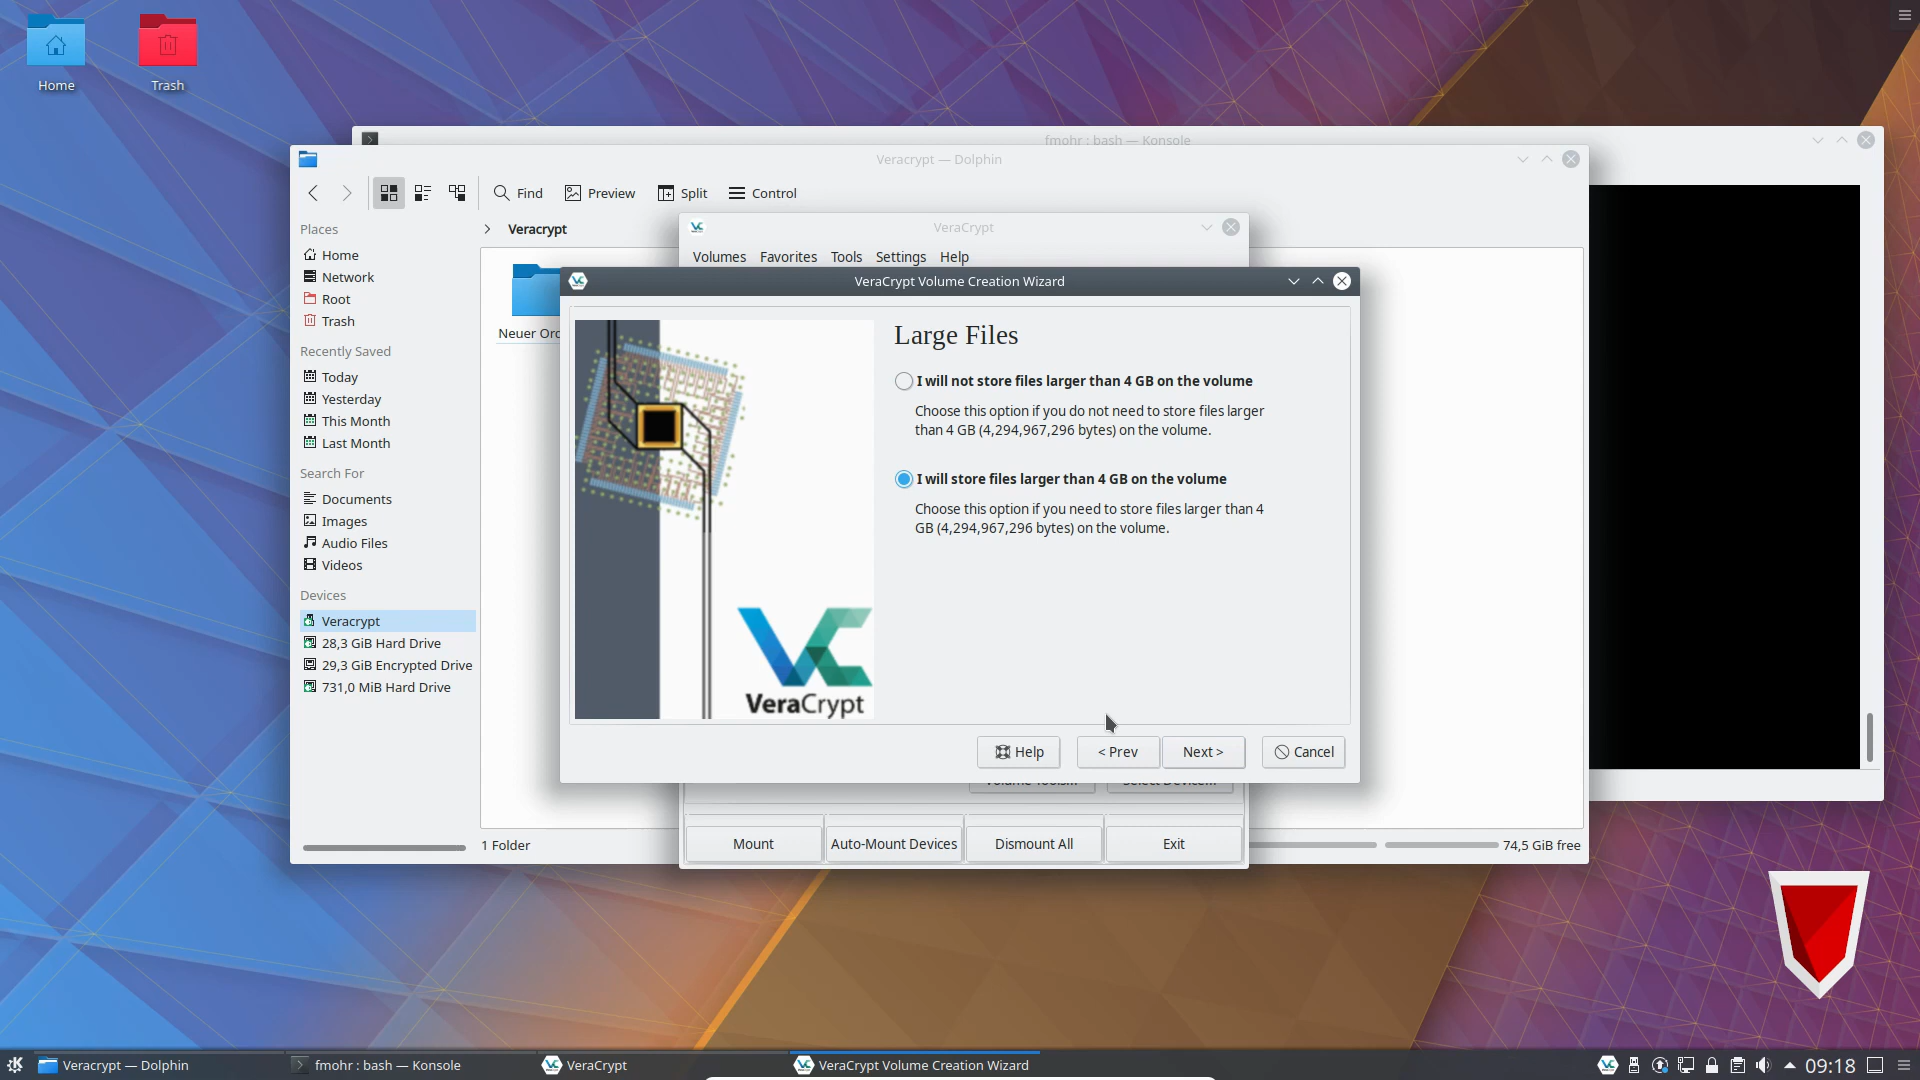 Home
Trash
fmohr : bash — Konsole
Veracrypt — Dolphin
Find
Preview
Split
Control
Places
Home
Network
Root
Trash
Recently Saved
Today
Yesterday
This Month
Last Month
Search For
Documents
Images
Audio Files
Videos
Devices
Veracrypt
28,3 GiB Hard Drive
29,3 GiB Encrypted Drive
731,0 MiB Hard Drive
Veracrypt
Neuer
1 Folder
74,5 GiB free
VeraCrypt
Volumes Favorites Tools Settings Help
VeraCrypt Volume Creation Wizard
Large Files
I will not store files larger than 4 GB on the volume
Choose this option if you do not need to store files larger
than 4 GB (4,294,967,296 bytes) on the volume.
I will store files larger than 4 GB on the volume
Choose this option if you need to store files larger than 4
GB (4,294,967,296 bytes) on the volume.
VeraCrypt
Help
< Prev
Next >
Cancel
Mount
Auto-Mount Devices
Dismount All
Exit
Veracrypt — Dolphin
fmohr : bash — Konsole
VeraCrypt
VeraCrypt Volume Creation Wizard
09:18